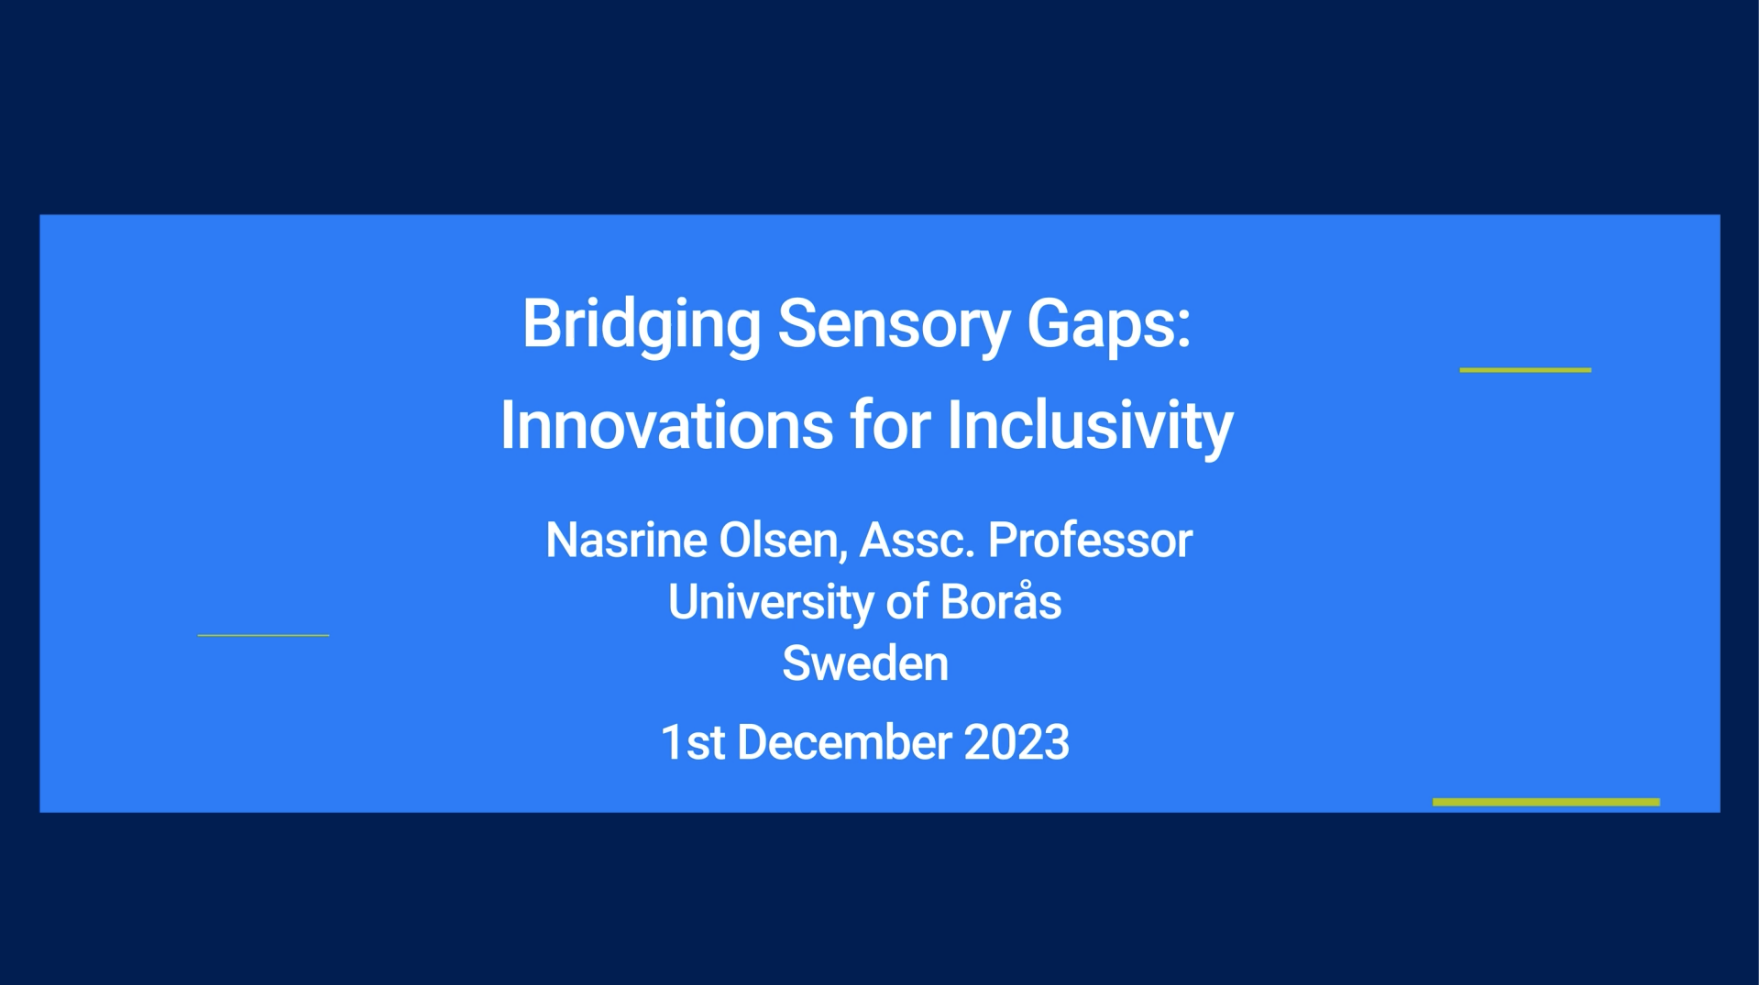 Bridging Sensory Gaps:
Innovations for Inclusivity
Nasrine Olsen, Assc. Professor
University of Borås
Sweden
1st December 2023